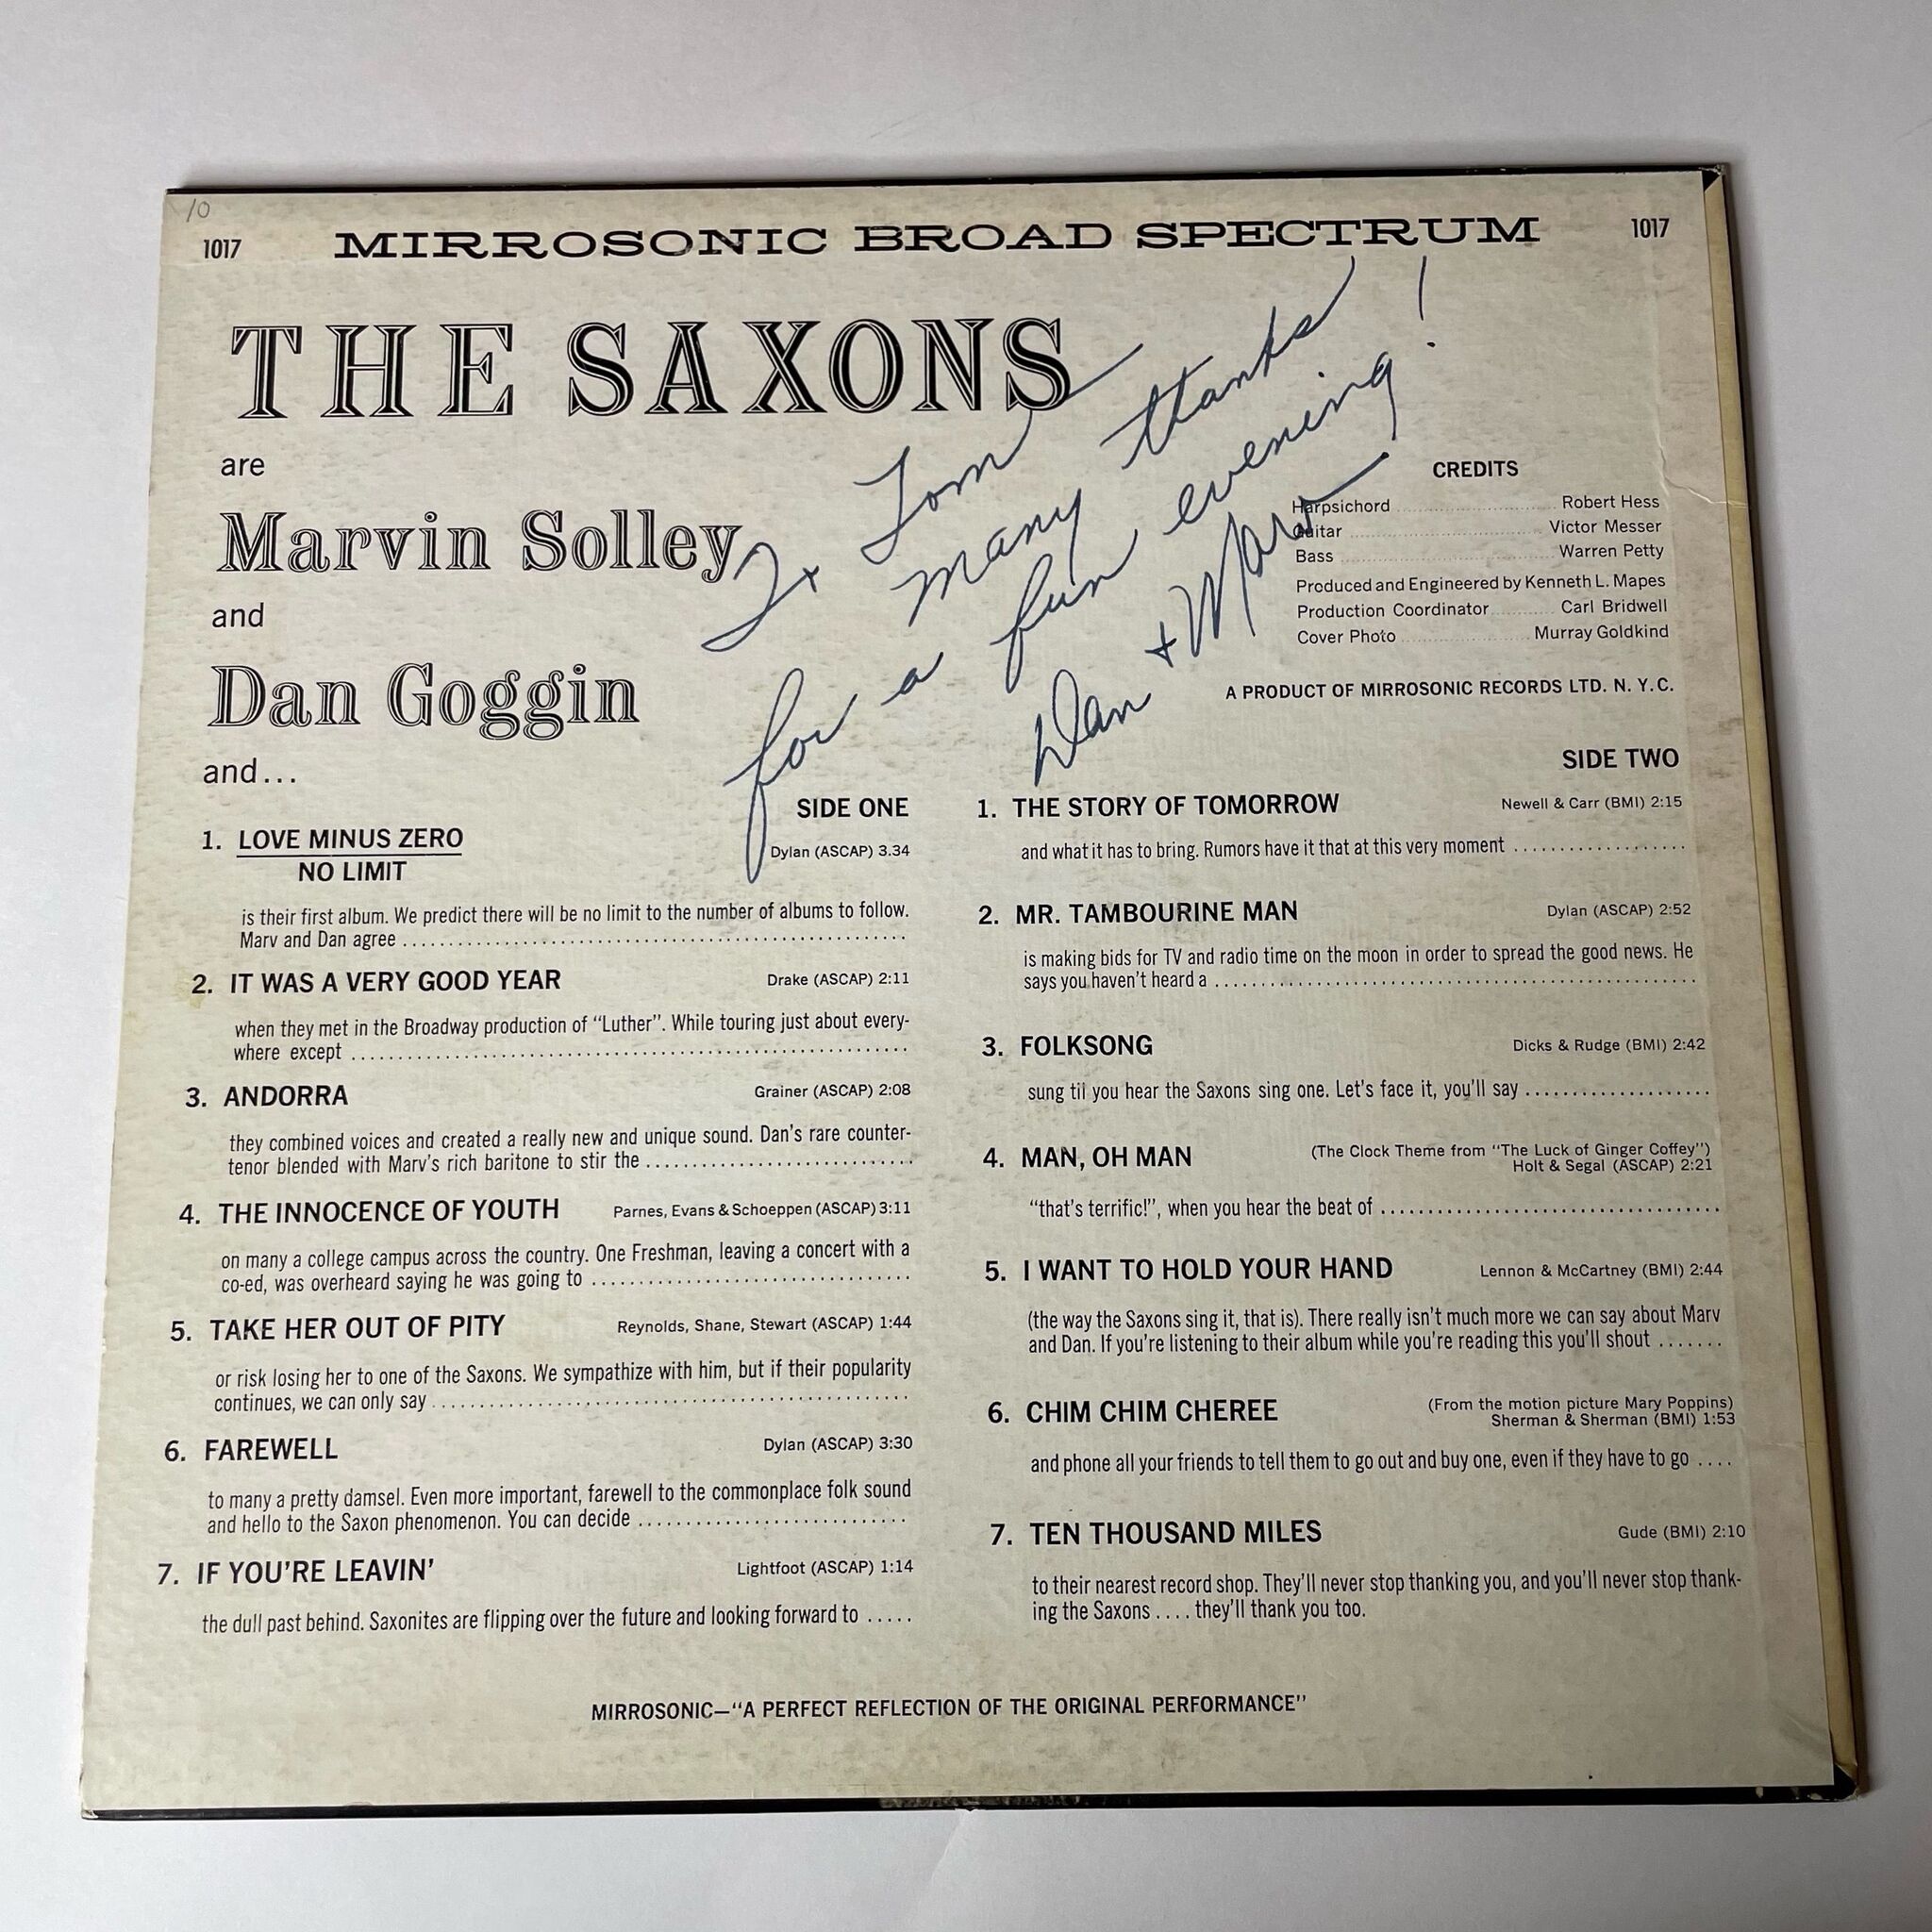 10
1017 MIRROSONIC BROAD SPECTRUM 1017
THE SAXONS
are
Marvin Solley
and
Dan Goggin
and...
To Tom
many thanks
for a fun evening!
Dan + Marv
CREDITS
Harpsichord Robert Hess
Guitar Victor Messer
Bass Warren Petty
Produced and Engineered by Kenneth L. Mapes
Production Coordinator Carl Bridwell
Cover Photo Murray Goldkind
A PRODUCT OF MIRROSONIC RECORDS LTD. N. Y. C.
SIDE ONE
1. LOVE MINUS ZERO Dylan (ASCAP) 3.34
NO LIMIT
is their first album. We predict there will be no limit to the number of albums to follow.
Marv and Dan agree ............
2. IT WAS A VERY GOOD YEAR Drake (ASCAP) 2:11
when they met in the Broadway production of "Luther". While touring just about every-
where except ............
3. ANDORRA Grainer (ASCAP) 2:08
they combined voices and created a really new and unique sound. Dan's rare counter-
tenor blended with Marv's rich baritone to stir the ............
4. THE INNOCENCE OF YOUTH Parnes, Evans & Schoeppen (ASCAP) 3:11
on many a college campus across the country. One Freshman, leaving a concert with a
co-ed, was overheard saying he was going to ............
5. TAKE HER OUT OF PITY Reynolds, Shane, Stewart (ASCAP) 1:44
or risk losing her to one of the Saxons. We sympathize with him, but if their popularity
continues, we can only say ............
6. FAREWELL Dylan (ASCAP) 3:30
to many a pretty damsel. Even more important, farewell to the commonplace folk sound
and hello to the Saxon phenomenon. You can decide ............
7. IF YOU'RE LEAVIN' Lightfoot (ASCAP) 1:14
the dull past behind. Saxonites are flipping over the future and looking forward to .....
SIDE TWO
1. THE STORY OF TOMORROW Newell & Carr (BMI) 2:15
and what it has to bring. Rumors have it that at this very moment ............
2. MR. TAMBOURINE MAN Dylan (ASCAP) 2:52
is making bids for TV and radio time on the moon in order to spread the good news. He
says you haven't heard a ............
3. FOLKSONG Dicks & Rudge (BMI) 2:42
sung til you hear the Saxons sing one. Let's face it, you'll say ............
4. MAN, OH MAN (The Clock Theme from "The Luck of Ginger Coffey")
Holt & Segal (ASCAP) 2:21
"that's terrific!", when you hear the beat of ............
5. I WANT TO HOLD YOUR HAND Lennon & McCartney (BMI) 2:44
(the way the Saxons sing it, that is). There really isn't much more we can say about Marv
and Dan. If you're listening to their album while you're reading this you'll shout .......
6. CHIM CHIM CHEREE (From the motion picture Mary Poppins)
Sherman & Sherman (BMI) 1:53
and phone all your friends to tell them to go out and buy one, even if they have to go ....
7. TEN THOUSAND MILES Gude (BMI) 2:10
to their nearest record shop. They'll never stop thanking you, and you'll never stop thank-
ing the Saxons .... they'll thank you too.
MIRROSONIC—"A PERFECT REFLECTION OF THE ORIGINAL PERFORMANCE"